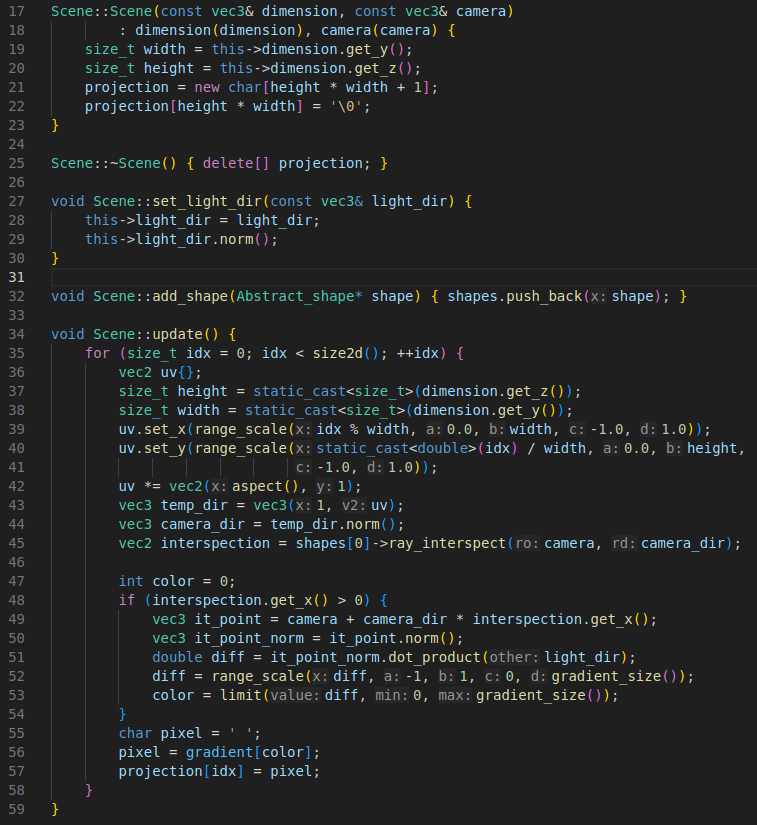 17 Scene::Scene(const vec3& dimension, const vec3& camera)
18         : dimension(dimension), camera(camera) {
19     size_t width = this->dimension.get_y();
20     size_t height = this->dimension.get_z();
21     projection = new char[height * width + 1];
22     projection[height * width] = '\0';
23 }
24
25 Scene::~Scene() { delete[] projection; }
26
27 void Scene::set_light_dir(const vec3& light_dir) {
28     this->light_dir = light_dir;
29     this->light_dir.norm();
30 }
31
32 void Scene::add_shape(Abstract_shape* shape) { shapes.push_back(x: shape); }
33
34 void Scene::update() {
35     for (size_t idx = 0; idx < size2d(); ++idx) {
36         vec2 uv{};
37         size_t height = static_cast<size_t>(dimension.get_z());
38         size_t width = static_cast<size_t>(dimension.get_y());
39         uv.set_x(range_scale(x: idx % width, a: 0.0, b: width, c: -1.0, d: 1.0));
40         uv.set_y(range_scale(x: static_cast<double>(idx) / width, a: 0.0, b: height,
41                              c: -1.0, d: 1.0));
42         uv *= vec2(x: aspect(), y: 1);
43         vec3 temp_dir = vec3(x: 1, v2: uv);
44         vec3 camera_dir = temp_dir.norm();
45         vec2 interspection = shapes[0]->ray_interspect(ro: camera, rd: camera_dir);
46
47         int color = 0;
48         if (interspection.get_x() > 0) {
49             vec3 it_point = camera + camera_dir * interspection.get_x();
50             vec3 it_point_norm = it_point.norm();
51             double diff = it_point_norm.dot_product(other: light_dir);
52             diff = range_scale(x: diff, a: -1, b: 1, c: 0, d: gradient_size());
53             color = limit(value: diff, min: 0, max: gradient_size());
54         }
55         char pixel = ' ';
56         pixel = gradient[color];
57         projection[idx] = pixel;
58     }
59 }